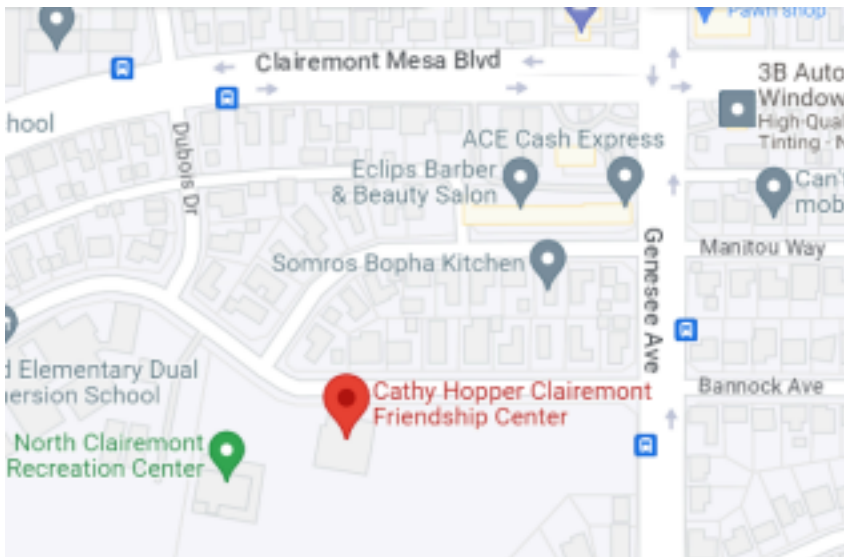 Pawn shop
Clairemont Mesa Blvd
3B Auto
Window
High-Qual
Tinting - N
hool
Dubois Dr
ACE Cash Express
Eclips Barber
& Beauty Salon
Can't
mob
Genesee Ave
Manitou Way
Somros Bopha Kitchen
d Elementary Dual
ersion School
Cathy Hopper Clairemont
Friendship Center
Bannock Ave
North Clairemont
Recreation Center